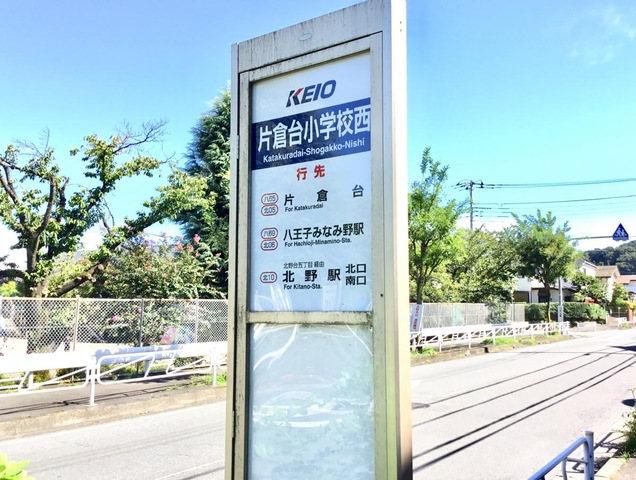 KEIO
片倉台小学校西
Katakuradai-Shogakko-Nishi
行先
八65 北05 片倉台
For Katakuradai
八69 北06 八王子みなみ野駅
For Hachioji-Minamino-Sta.
北野台五丁目 経由
北10 北野駅 北口 南口
For Kitano-Sta.